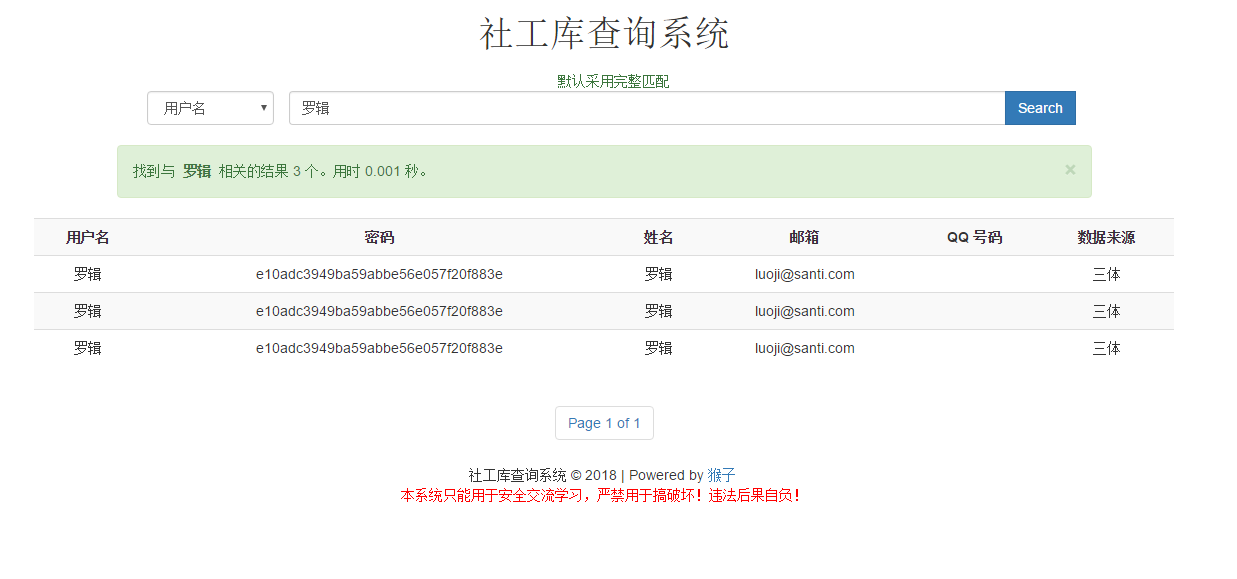 社工库查询系统
默认采用完整匹配
用户名 罗辑 Search
找到与 罗辑 相关的结果 3 个。用时 0.001 秒。 ×
用户名 密码 姓名 邮箱 QQ 号码 数据来源
罗辑 e10adc3949ba59abbe56e057f20f883e 罗辑 luoji@santi.com 三体
罗辑 e10adc3949ba59abbe56e057f20f883e 罗辑 luoji@santi.com 三体
罗辑 e10adc3949ba59abbe56e057f20f883e 罗辑 luoji@santi.com 三体
Page 1 of 1
社工库查询系统 © 2018 | Powered by 猴子
本系统只能用于安全交流学习，严禁用于搞破坏！违法后果自负！